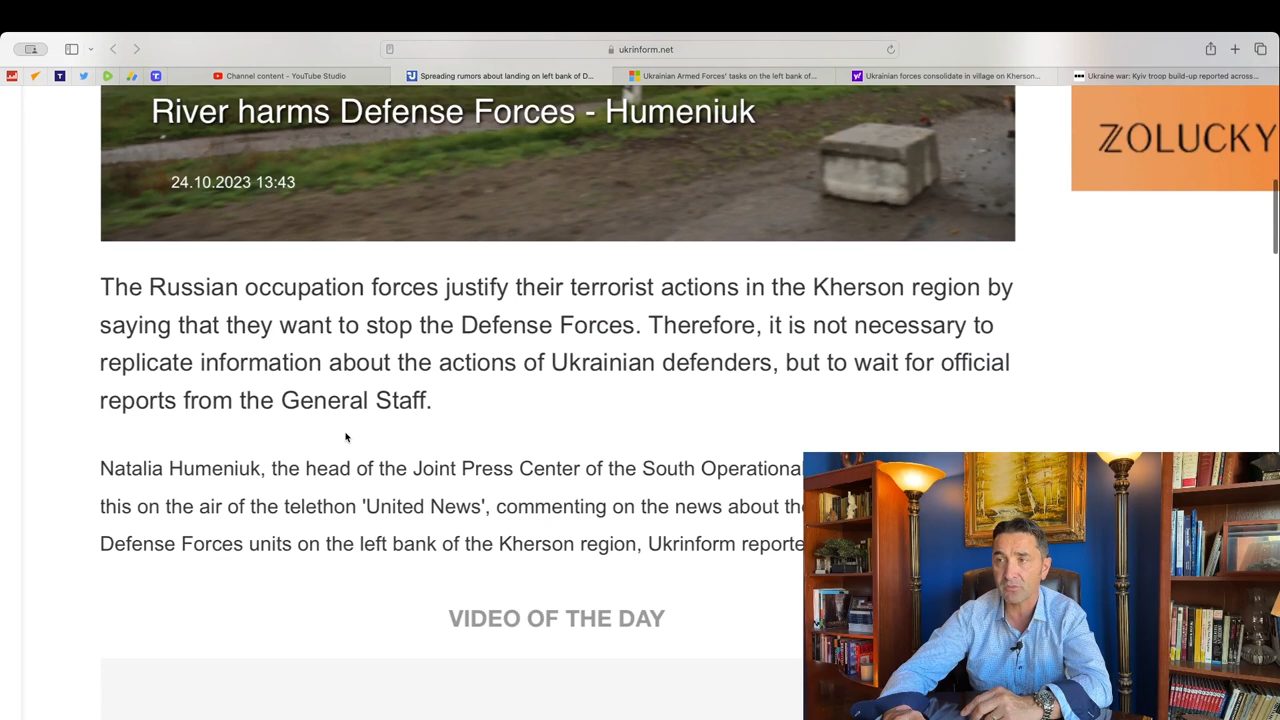 ukrinform.net
Channel content - YouTube Studio
Spreading rumors about landing on left bank of D...
Ukrainian Armed Forces' tasks on the left bank of...
Ukrainian forces consolidate in village on Kherson...
Ukraine war: Kyiv troop build-up reported across...
River harms Defense Forces - Humeniuk
24.10.2023 13:43
ZOLUCKY
The Russian occupation forces justify their terrorist actions in the Kherson region by
saying that they want to stop the Defense Forces. Therefore, it is not necessary to
replicate information about the actions of Ukrainian defenders, but to wait for official
reports from the General Staff.
Natalia Humeniuk, the head of the Joint Press Center of the South Operational
this on the air of the telethon 'United News', commenting on the news about
Defense Forces units on the left bank of the Kherson region, Ukrinform
VIDEO OF THE DAY